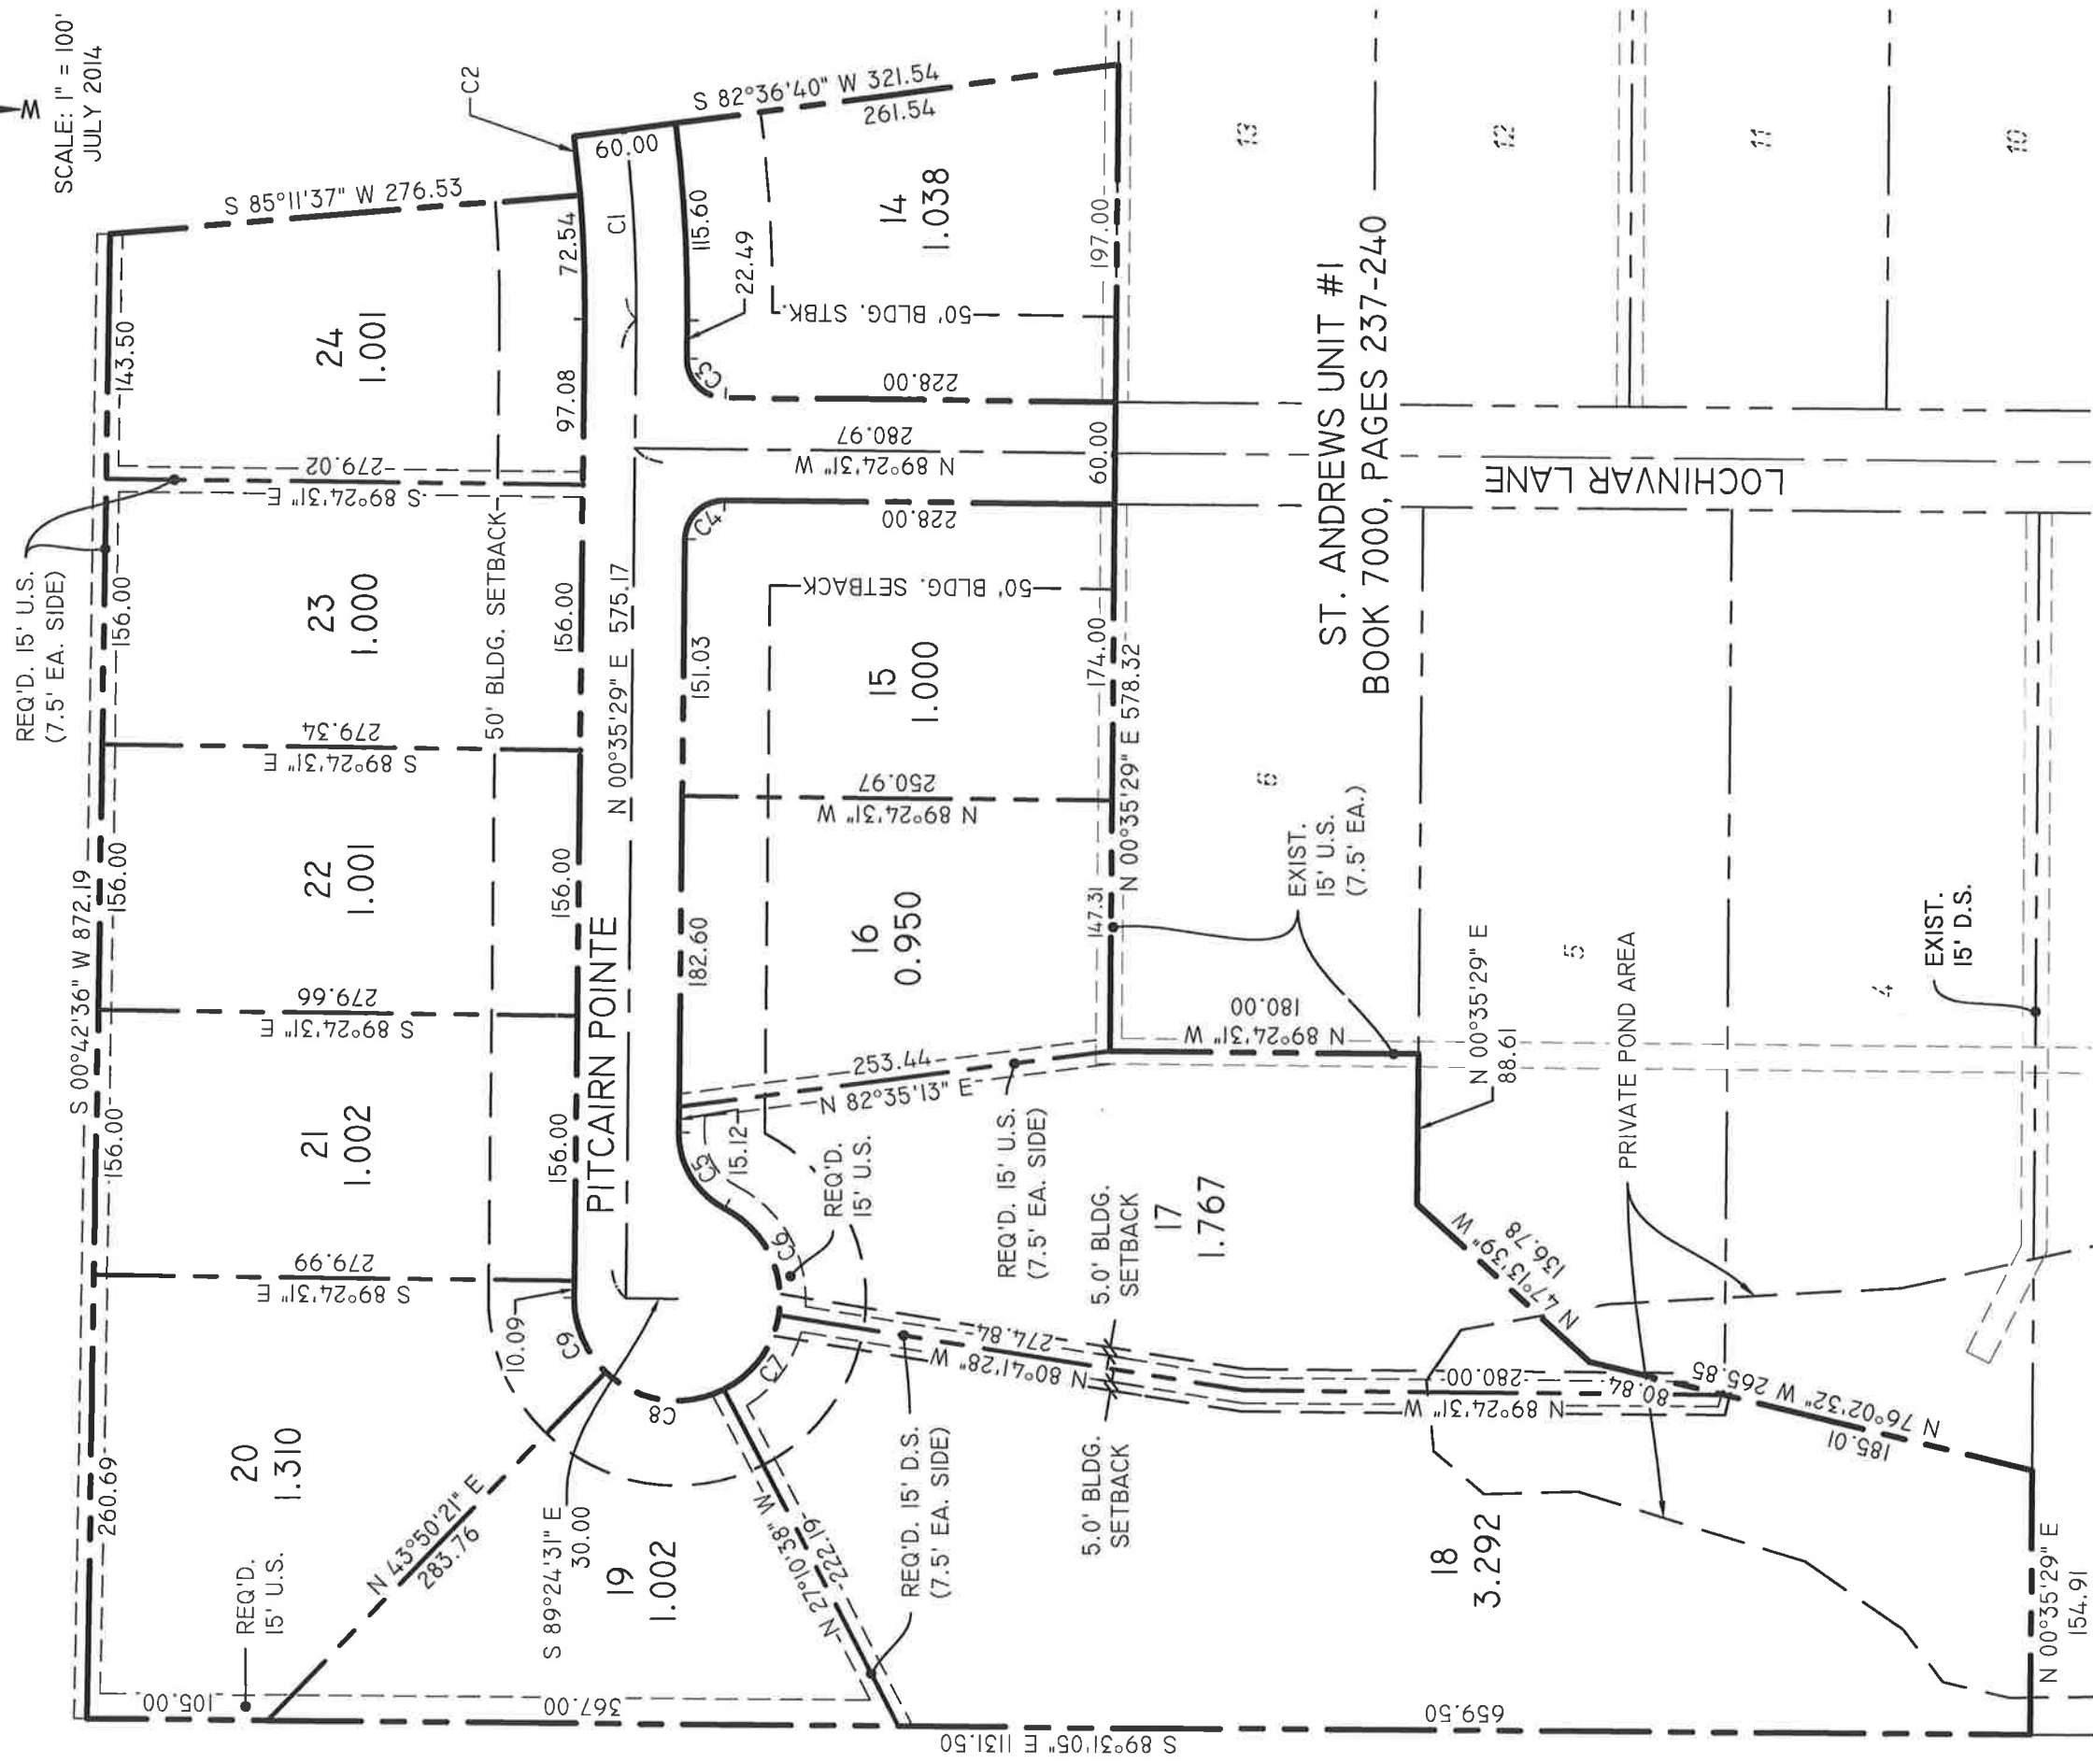 W
SCALE: 1" = 100'
JULY 2014
C2
S 85°11'37" W 276.53
S 82°36'40" W 321.54
261.54
60.00
143.50
24
1.001
72.54
97.08
C1
115.60
22.49
14
1.038
197.00
50' BLDG. STBK.
C3
228.00
N 89°24'31" W
280.97
60.00
S 89°24'31" E
279.02
REQ'D. 15' U.S.
(7.5' EA. SIDE)
S 00°42'36" W 872.19
156.00
23
1.000
50' BLDG. SETBACK
156.00
N 00°35'29" E 575.17
C4
228.00
50' BLDG. SETBACK
151.03
15
1.000
174.00
N 00°35'29" E 578.32
S 89°24'31" E
279.34
N 89°24'31" W
250.97
156.00
22
1.001
156.00
PITCAIRN POINTE
182.60
16
0.950
147.31
S 89°24'31" E
279.66
156.00
21
1.002
156.00
C5
15.12
N 82°35'13" E
253.44
S 89°24'31" E
279.99
10.09
C9
C6
C7
C8
REQ'D.
15' U.S.
REQ'D. 15' U.S.
(7.5' EA. SIDE)
260.69
20
1.310
REQ'D.
15' U.S.
105.00
N 43°50'21" E
283.76
S 89°24'31" E
30.00
19
1.002
367.00
N 27°10'38" W
222.19
REQ'D. 15' D.S.
(7.5' EA. SIDE)
N 80°41'28" W
274.84
5.0' BLDG.
SETBACK
5.0' BLDG.
SETBACK
17
1.767
18
3.292
N 89°24'31" W
280.00
80.84
N 76°02'32" W 265.85
185.01
N 47°13'39" W
136.78
N 00°35'29" E
88.61
N 89°24'31" W
180.00
EXIST.
15' U.S.
(7.5' EA.)
PRIVATE POND AREA
EXIST.
15' D.S.
S 89°31'05" E 1131.50
659.50
N 00°35'29" E
154.91
ST. ANDREWS UNIT #1
BOOK 7000, PAGES 237-240
LOCHINVAR LANE
13
12
11
10
6
5
4